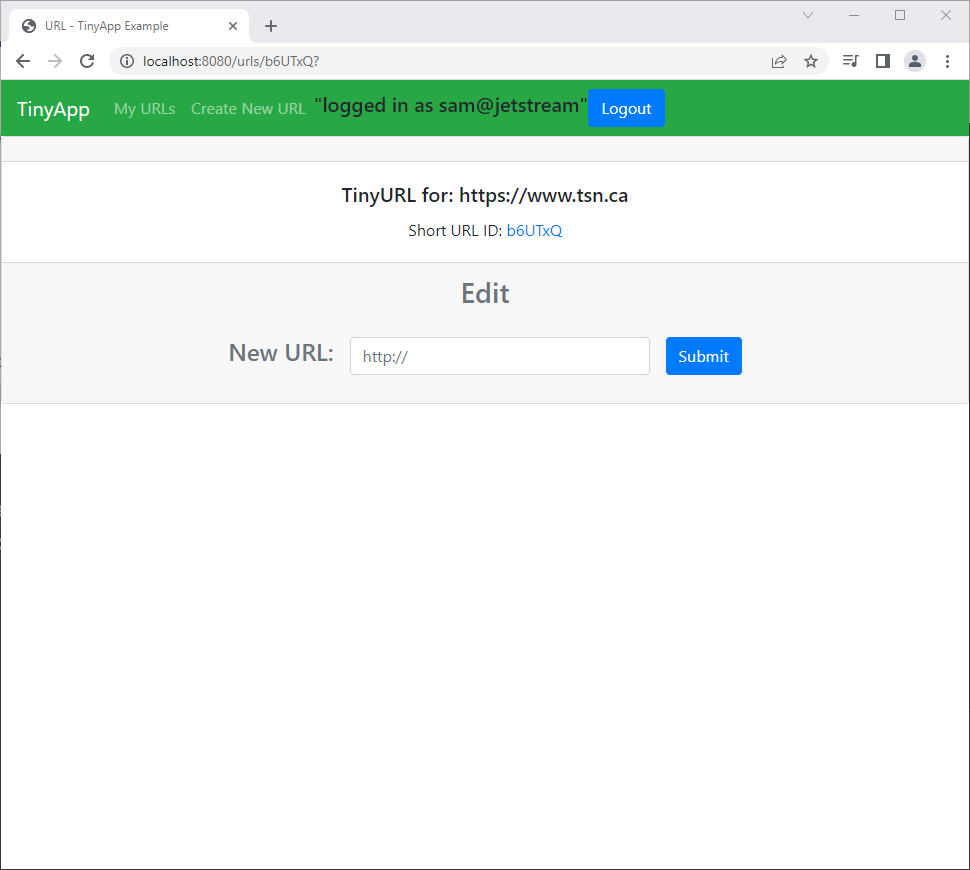 URL - TinyApp Example
localhost:8080/urls/b6UTxQ?
TinyApp My URLs Create New URL "logged in as sam@jetstream" Logout
TinyURL for: https://www.tsn.ca
Short URL ID: b6UTxQ
Edit
New URL: http:// Submit